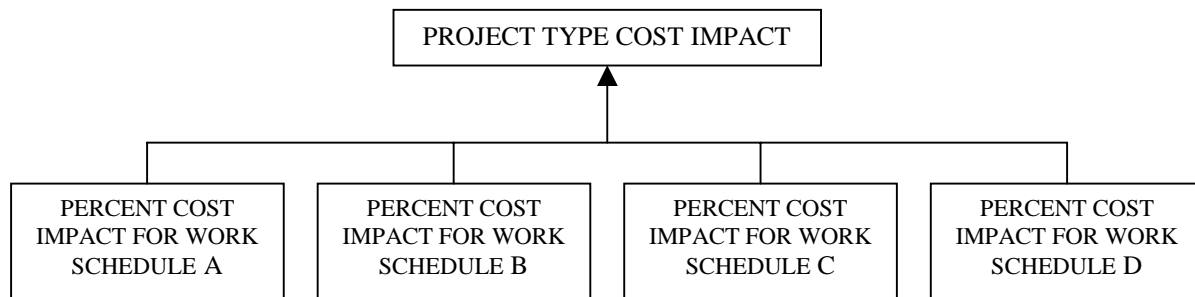 PROJECT TYPE COST IMPACT
PERCENT COST
IMPACT FOR WORK
SCHEDULE A
PERCENT COST
IMPACT FOR WORK
SCHEDULE B
PERCENT COST
IMPACT FOR WORK
SCHEDULE C
PERCENT COST
IMPACT FOR WORK
SCHEDULE D